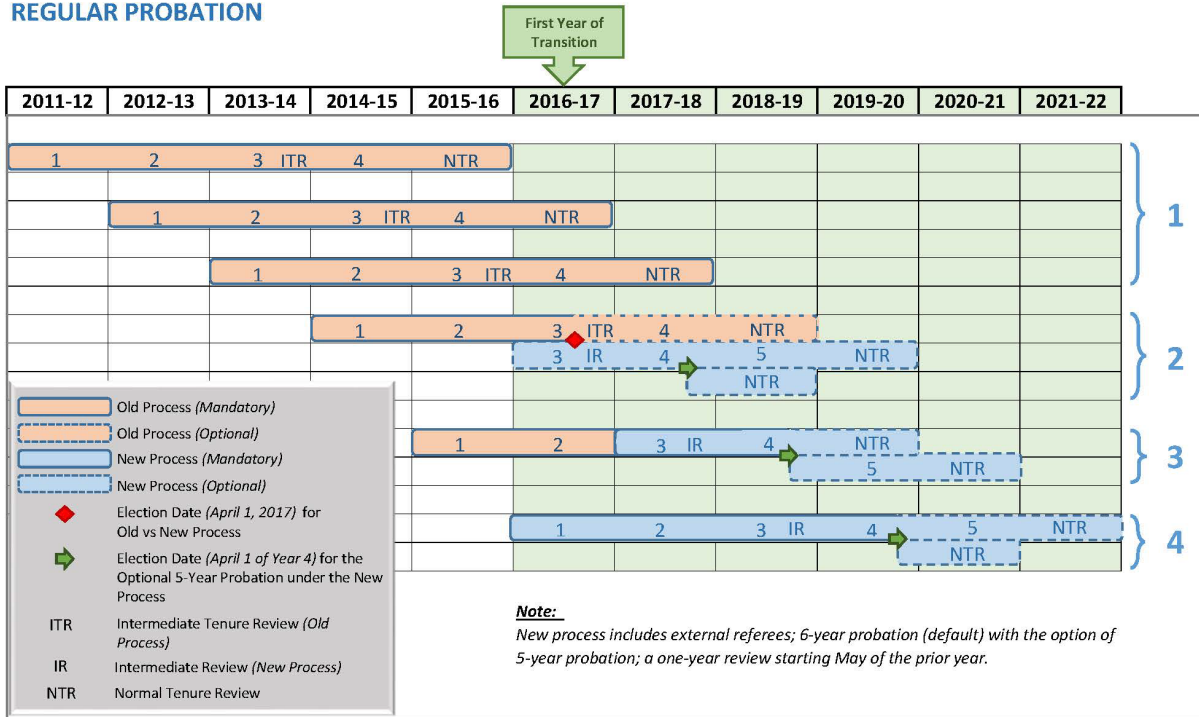 REGULAR PROBATION
First Year of
Transition
2011-12 2012-13 2013-14 2014-15 2015-16 2016-17 2017-18 2018-19 2019-20 2020-21 2021-22
1 2 3 ITR 4 NTR
1 2 3 ITR 4 NTR
1
1 2 3 ITR 4 NTR
1 2 3 ITR 4 NTR
3 IR 4 5 NTR
2
NTR
1 2 3 IR 4 NTR
3
5 NTR
1 2 3 IR 4 5 NTR
4
NTR
Old Process (Mandatory)
Old Process (Optional)
New Process (Mandatory)
New Process (Optional)
Election Date (April 1, 2017) for
Old vs New Process
Election Date (April 1 of Year 4) for the
Optional 5-Year Probation under the New
Process
ITR Intermediate Tenure Review (Old
Process)
IR Intermediate Review (New Process)
NTR Normal Tenure Review
Note:
New process includes external referees; 6-year probation (default) with the option of
5-year probation; a one-year review starting May of the prior year.